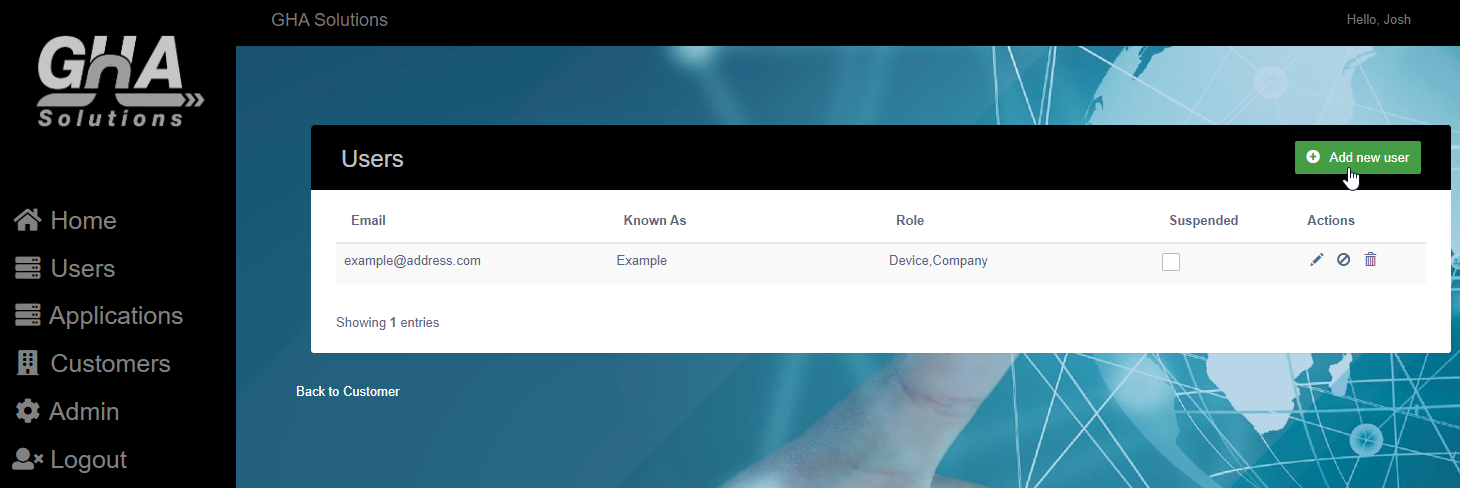 GHA Solutions
Hello, Josh
GHA
Solutions
Home
Users
Applications
Customers
Admin
Logout
Users
Add new user
Email Known As Role Suspended Actions
example@address.com Example Device,Company
Showing 1 entries
Back to Customer